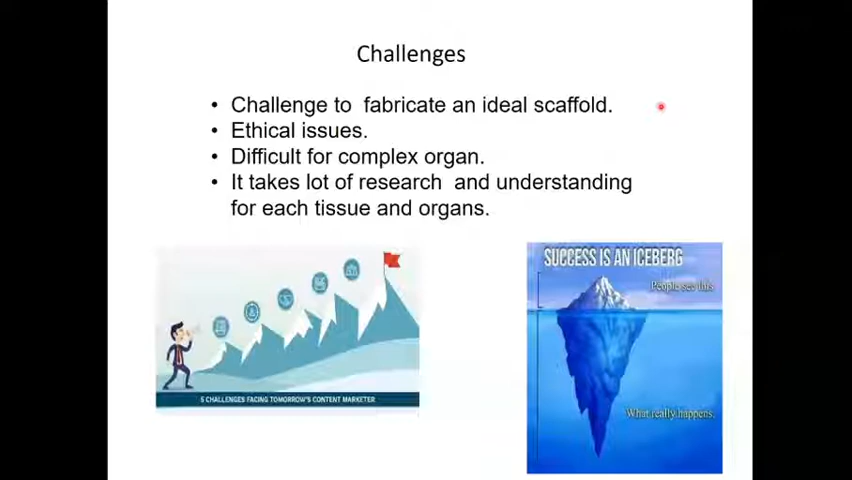 Challenges
• Challenge to fabricate an ideal scaffold.
• Ethical issues.
• Difficult for complex organ.
• It takes lot of research and understanding
for each tissue and organs.
5 CHALLENGES FACING TOMORROW'S CONTENT MARKETER
SUCCESS IS AN ICEBERG
People see this
What really happens.